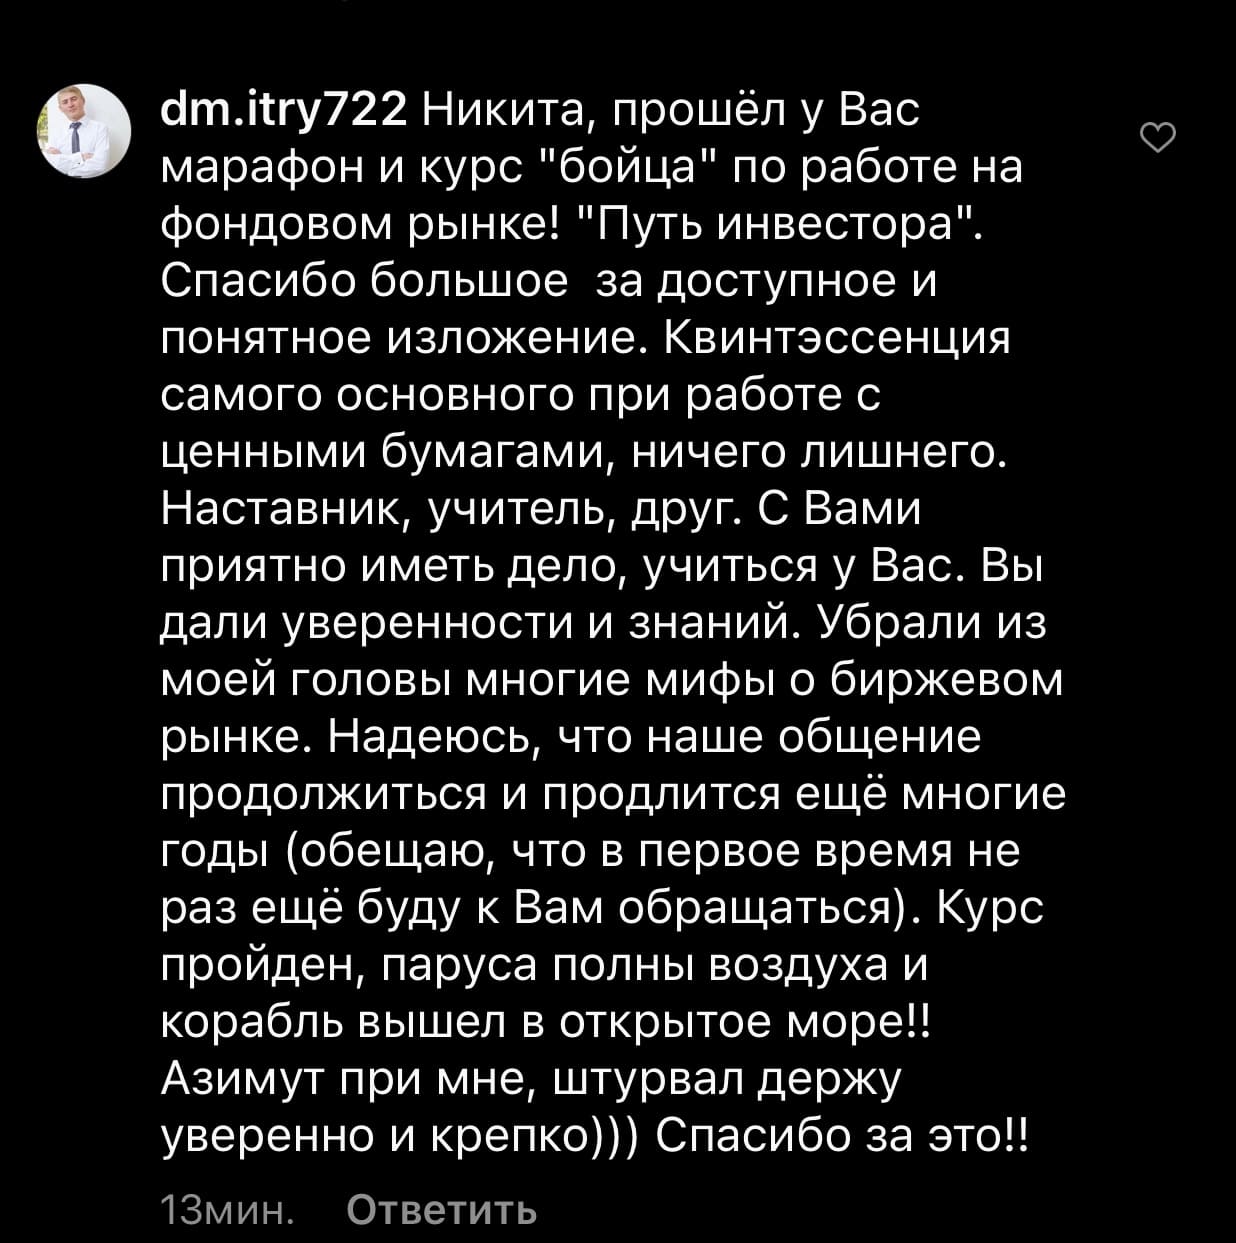 dm.itry722 Никита, прошёл у Вас
марафон и курс "бойца" по работе на
фондовом рынке! "Путь инвестора".
Спасибо большое  за доступное и
понятное изложение. Квинтэссенция
самого основного при работе с
ценными бумагами, ничего лишнего.
Наставник, учитель, друг. С Вами
приятно иметь дело, учиться у Вас. Вы
дали уверенности и знаний. Убрали из
моей головы многие мифы о биржевом
рынке. Надеюсь, что наше общение
продолжиться и продлится ещё многие
годы (обещаю, что в первое время не
раз ещё буду к Вам обращаться). Курс
пройден, паруса полны воздуха и
корабль вышел в открытое море!!
Азимут при мне, штурвал держу
уверенно и крепко))) Спасибо за это!!
13мин. Ответить